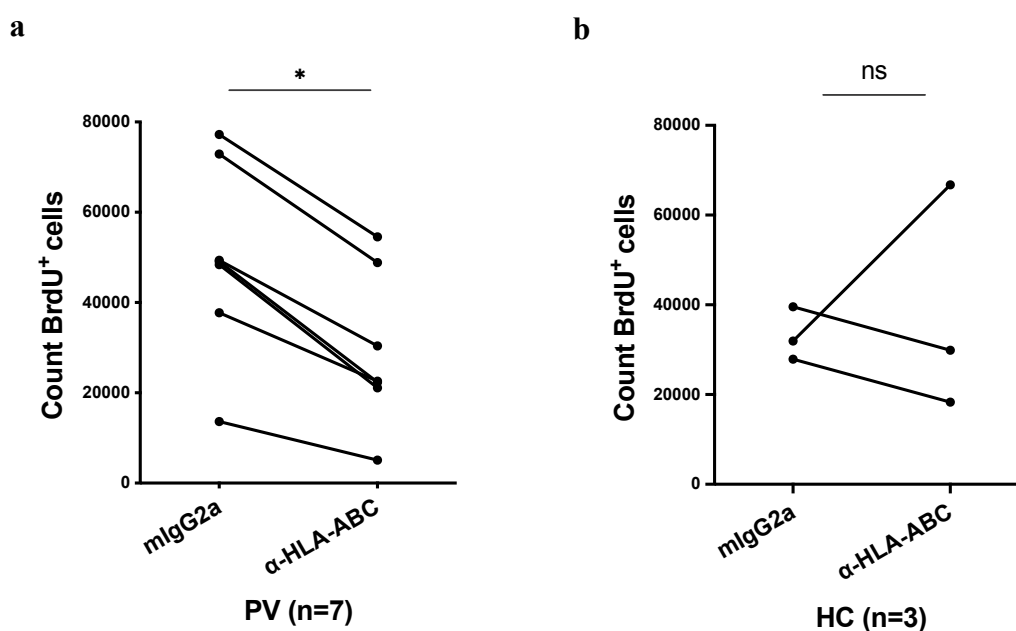 a
*
80000
60000
40000
20000
0
Count BrdU⁺ cells
mIgG2a
α-HLA-ABC
PV (n=7)
b
ns
80000
60000
40000
20000
0
Count BrdU⁺ cells
mIgG2a
α-HLA-ABC
HC (n=3)